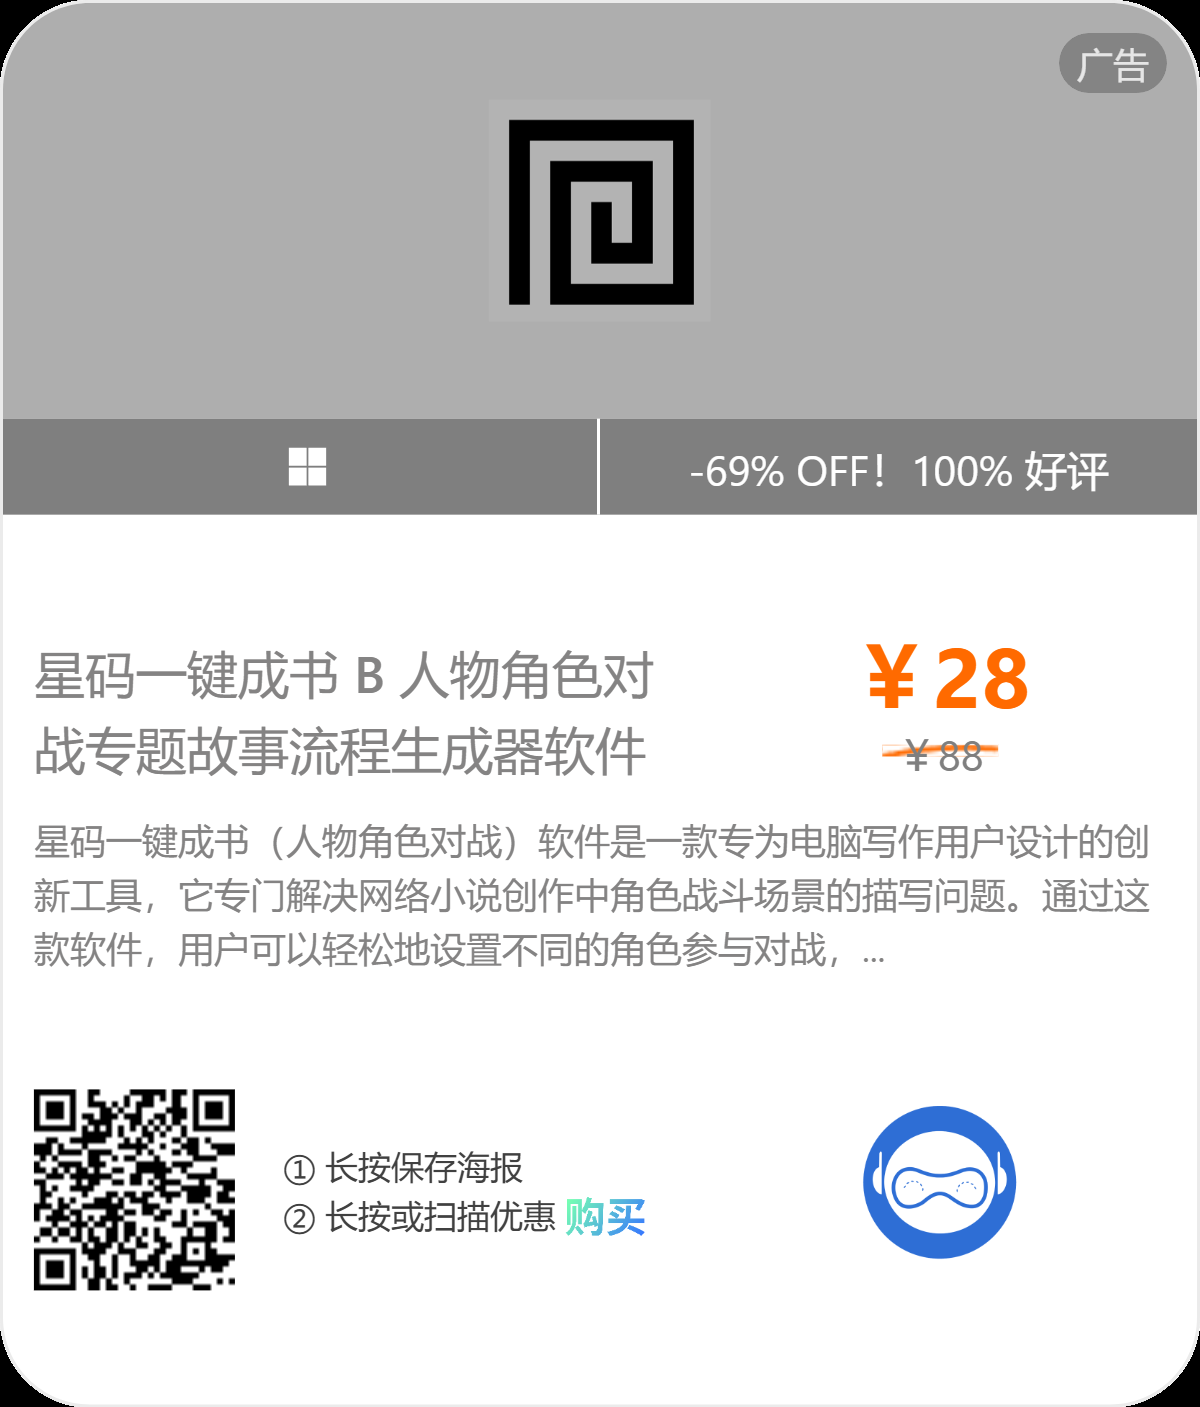 广告
-69% OFF！100% 好评
星码一键成书 B 人物角色对
战专题故事流程生成器软件
¥28
¥88
星码一键成书（人物角色对战）软件是一款专为电脑写作用户设计的创
新工具，它专门解决网络小说创作中角色战斗场景的描写问题。通过这
款软件，用户可以轻松地设置不同的角色参与对战，...
① 长按保存海报
② 长按或扫描优惠 购买